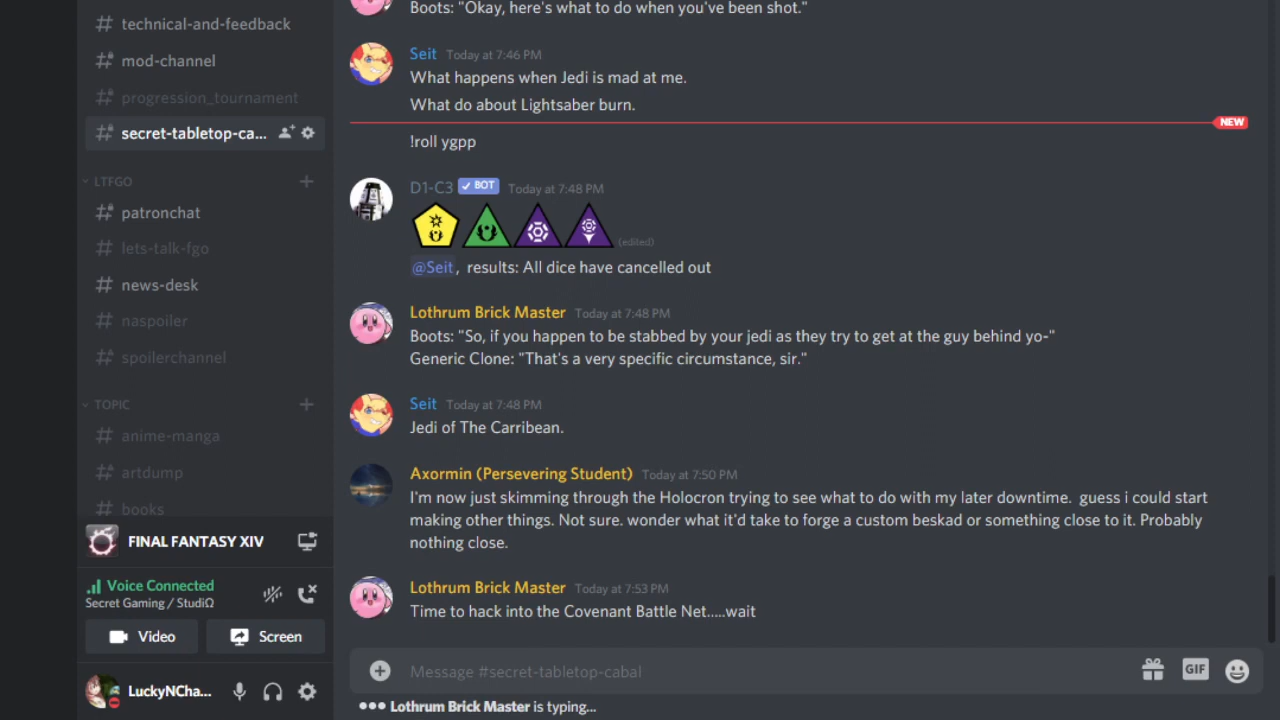 technical-and-feedback
mod-channel
progression_tournament
secret-tabletop-ca...
LTFGO
patronchat
lets-talk-fgo
news-desk
naspoiler
spoilerchannel
TOPIC
anime-manga
artdump
books
FINAL FANTASY XIV
Voice Connected
Secret Gaming / StudiΩ
Video
Screen
LuckyNCha...
Boots: "Okay, here's what to do when you've been shot."
Seit Today at 7:46 PM
What happens when Jedi is mad at me.
What do about Lightsaber burn.
NEW
!roll ygpp
D1-C3 BOT Today at 7:48 PM
(edited)
@Seit, results: All dice have cancelled out
Lothrum Brick Master Today at 7:48 PM
Boots: "So, if you happen to be stabbed by your jedi as they try to get at the guy behind yo-"
Generic Clone: "That's a very specific circumstance, sir."
Seit Today at 7:48 PM
Jedi of The Carribean.
Axormin (Persevering Student) Today at 7:50 PM
I'm now just skimming through the Holocron trying to see what to do with my later downtime. guess i could start
making other things. Not sure. wonder what it'd take to forge a custom beskad or something close to it. Probably
nothing close.
Lothrum Brick Master Today at 7:53 PM
Time to hack into the Covenant Battle Net.....wait
Message #secret-tabletop-cabal
GIF
Lothrum Brick Master is typing...